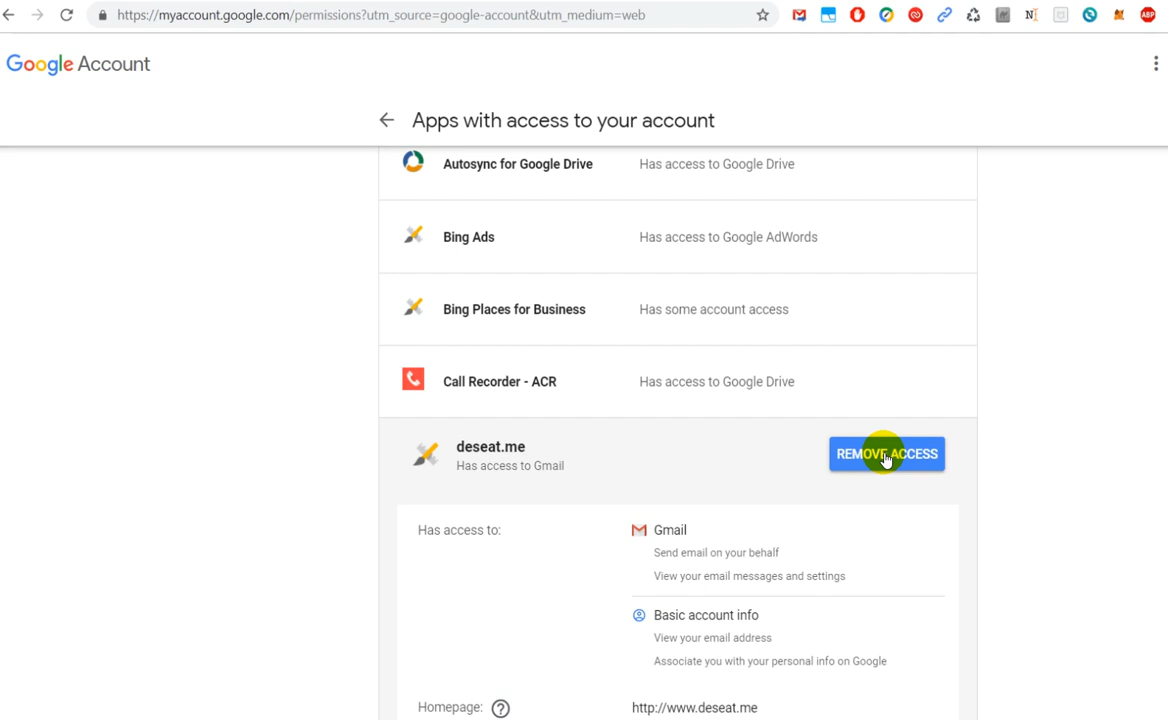 https://myaccount.google.com/permissions?utm_source=google-account&utm_medium=web
N
ABP
Google Account
Apps with access to your account
Autosync for Google Drive Has access to Google Drive
Bing Ads Has access to Google AdWords
Bing Places for Business Has some account access
Call Recorder - ACR Has access to Google Drive
deseat.me
Has access to Gmail
REMOVE ACCESS
Has access to: Gmail
Send email on your behalf
View your email messages and settings
Basic account info
View your email address
Associate you with your personal info on Google
Homepage: ? http://www.deseat.me